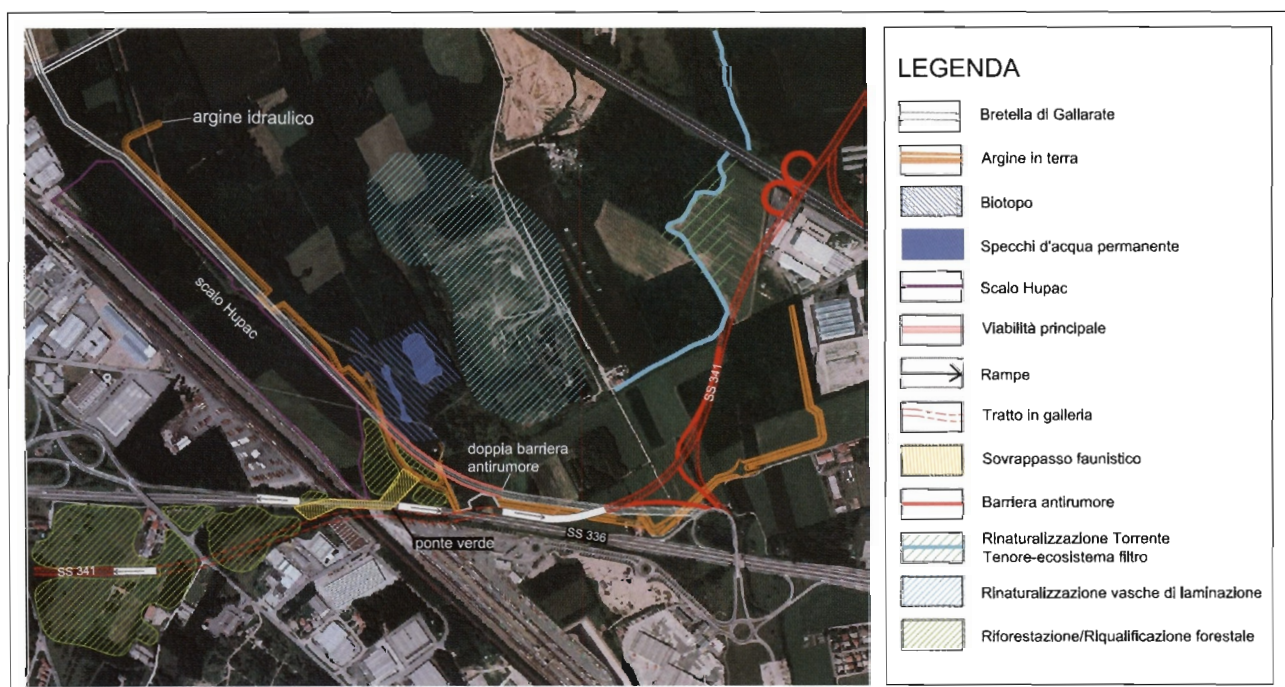 argine idraulico
scalo Hupac
doppia barriera
antirumore
SS 341
SS 336
ponte verde
SS 341
LEGENDA
Bretella di Gallarate
Argine in terra
Biotopo
Specchi d'acqua permanente
Scalo Hupac
Viabilità principale
Rampe
Tratto in galleria
Sovrappasso faunistico
Barriera antirumore
Rinaturalizzazione Torrente
Tenore-ecosistema filtro
Rinaturalizzazione vasche di laminazione
Riforestazione/Riqualificazione forestale